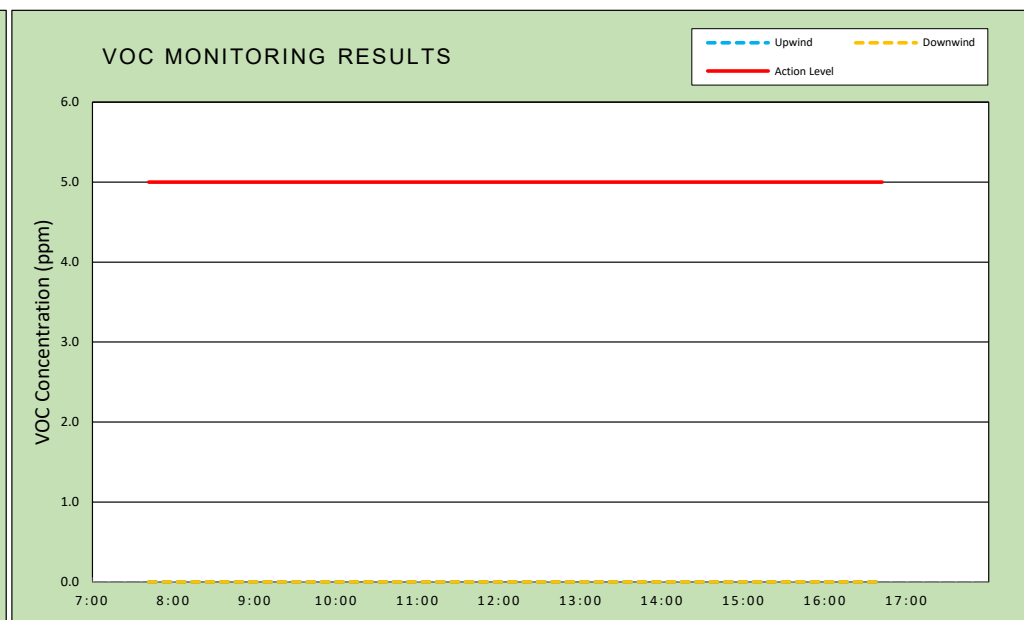 VOC MONITORING RESULTS
Upwind
Downwind
Action Level
VOC Concentration (ppm)
6.0
5.0
4.0
3.0
2.0
1.0
0.0
7:00 8:00 9:00 10:00 11:00 12:00 13:00 14:00 15:00 16:00 17:00